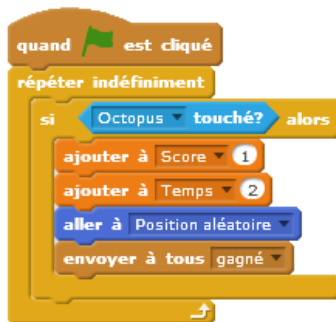 quand est cliqué
répéter indéfiniment
si Octopus touché? alors
ajouter à Score 1
ajouter à Temps 2
aller à Position aléatoire
envoyer à tous gagné